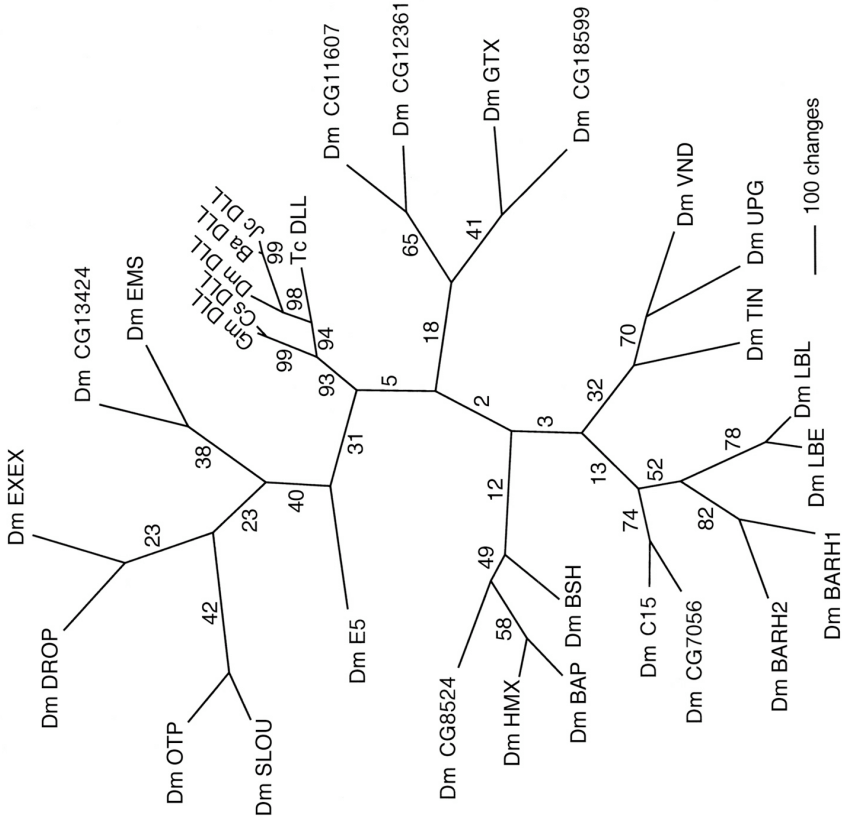 Dm CG11607
Dm CG12361
Dm GTX
Dm CG18599
65
41
18
Gm DLL
Cs DLL
Dm DLL
Ba DLL
Jc DLL
Tc DLL
99
98
94
99
93
5
Dm CG13424
Dm EMS
38
31
40
23
Dm EXEX
23
Dm DROP
42
Dm OTP
Dm SLOU
Dm E5
2
3
12
49
58
Dm CG8524
Dm HMX
Dm BAP
Dm BSH
32
70
Dm VND
Dm UPG
Dm TIN
13
52
74
78
82
Dm LBL
Dm LBE
Dm C15
Dm CG7056
Dm BARH2
Dm BARH1
100 changes